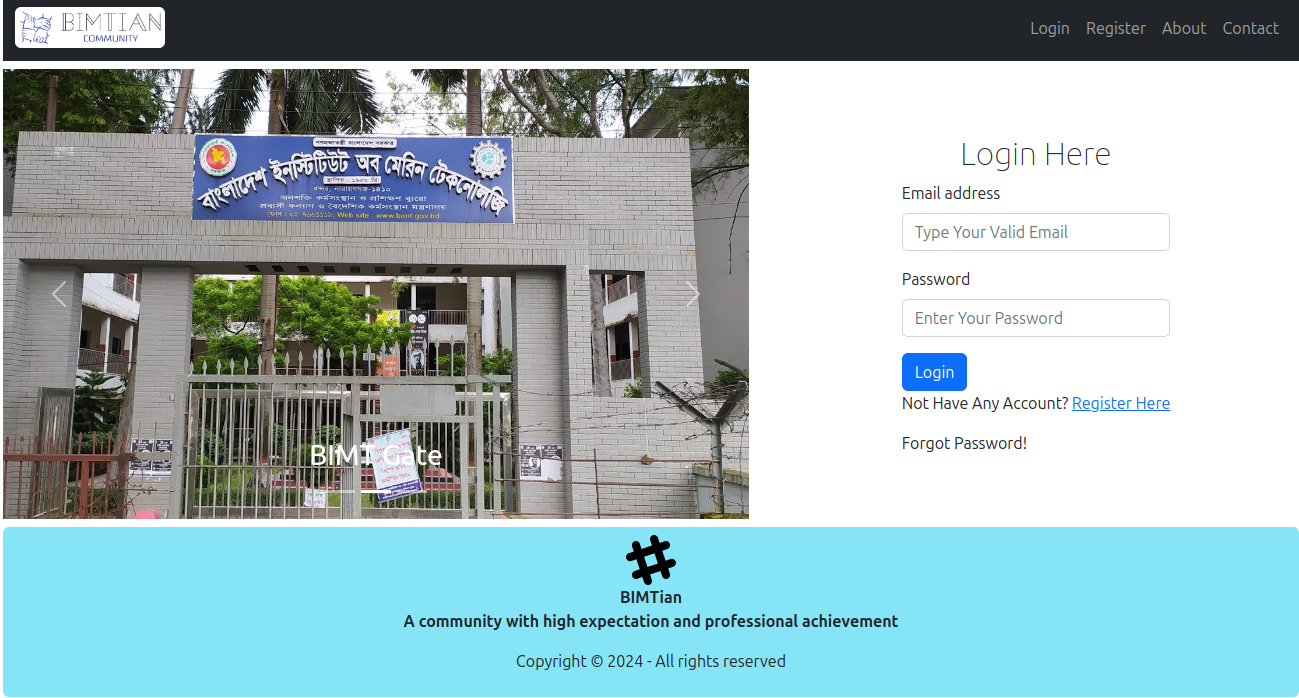 BIMTIAN
COMMUNITY
Login Register About Contact
গণপ্রজাতন্ত্রী বাংলাদেশ সরকার
বাংলাদেশ ইনস্টিটিউট অব মেরিন টেকনোলজি
স্থাপিত : ১৯৫৮ খ্রি:
বন্দর, নারায়ণগঞ্জ-১৪১০
জনশক্তি কর্মসংস্থান ও প্রশিক্ষণ ব্যুরো
প্রবাসী কল্যাণ ও বৈদেশিক কর্মসংস্থান মন্ত্রণালয়
ফোন : ০২ ৭৬৬১১১৯; Web site : www.bimt.gov.bd
BIMT Gate
Login Here
Email address
Type Your Valid Email
Password
Enter Your Password
Login
Not Have Any Account? Register Here
Forgot Password!
BIMTian
A community with high expectation and professional achievement
Copyright © 2024 - All rights reserved